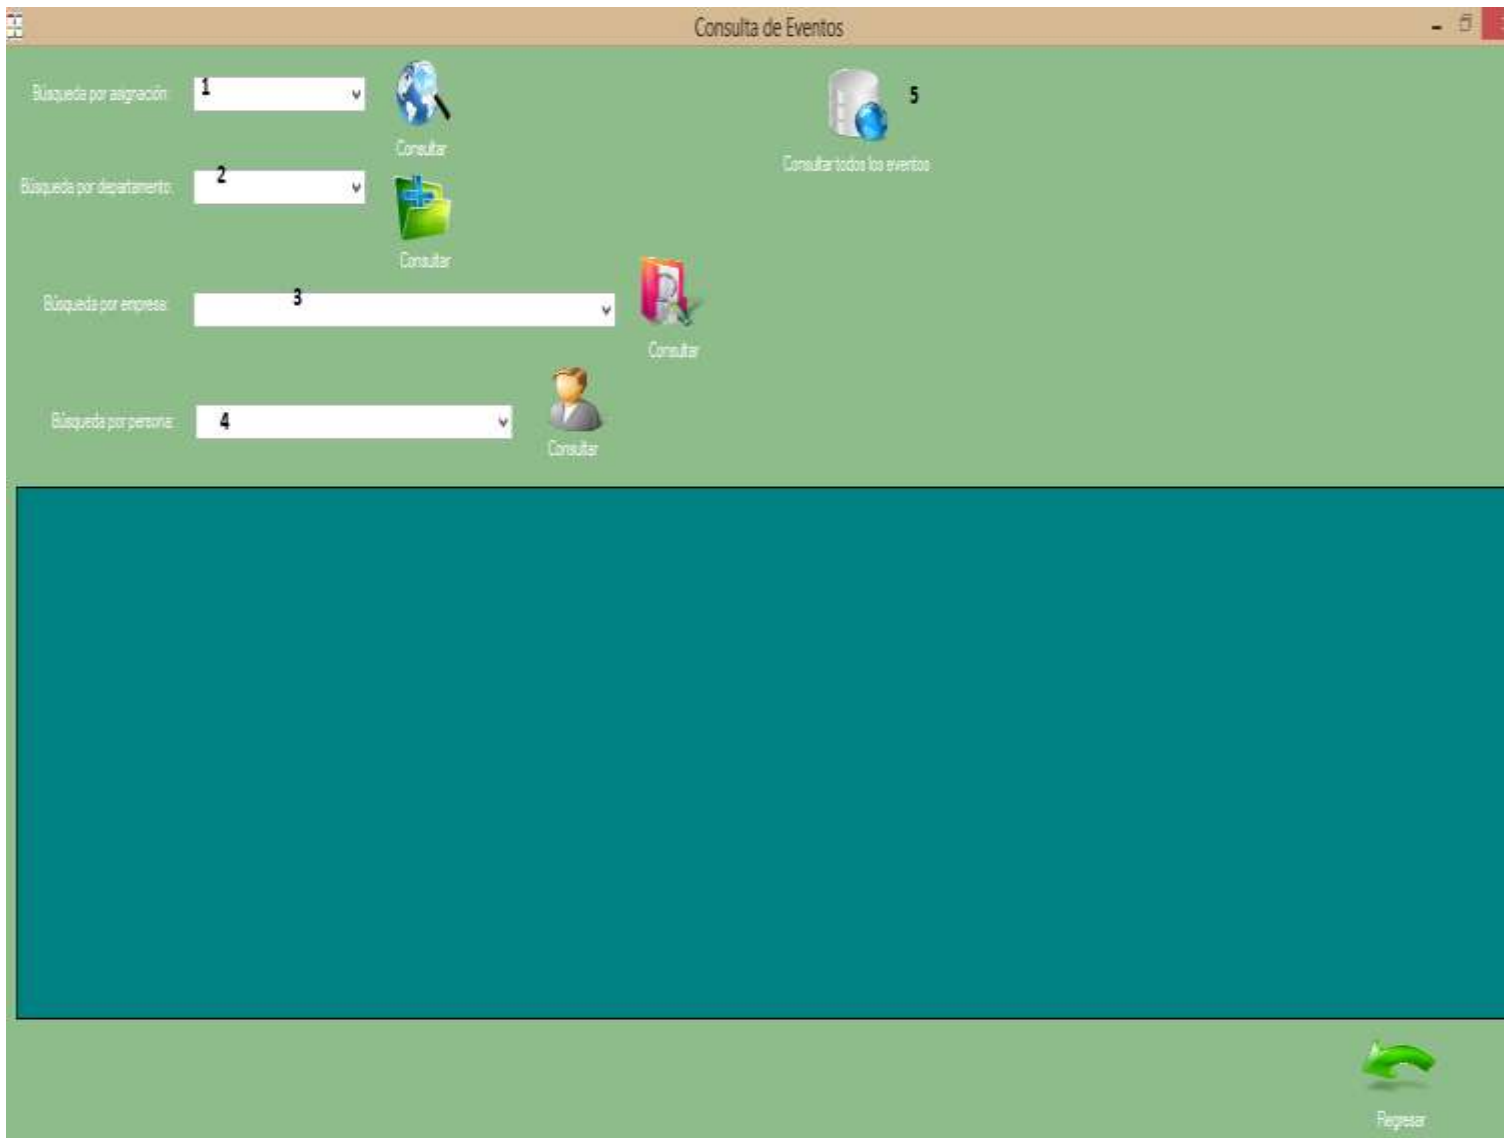 Consulta de Eventos
Búsqueda por asignación: 1
Consultar
5
Consultar todos los eventos
Búsqueda por departamento: 2
Consultar
Búsqueda por empresa: 3
Consultar
Búsqueda por persona: 4
Consultar
Regresar